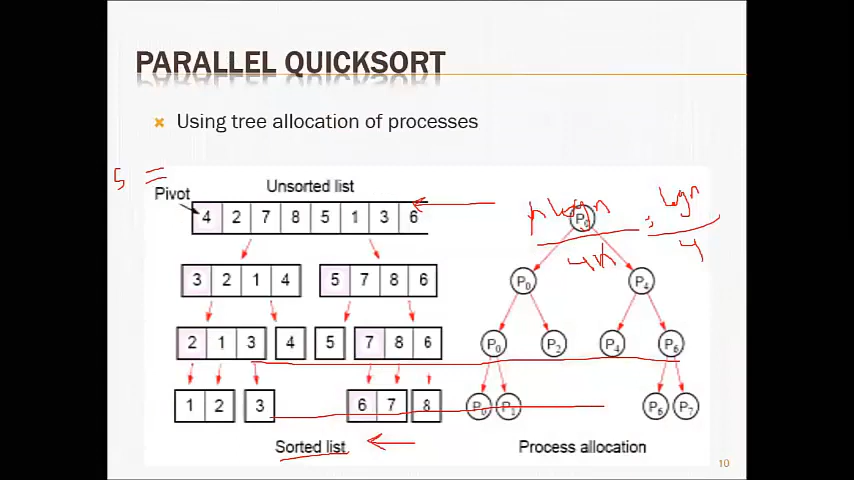 PARALLEL QUICKSORT
Using tree allocation of processes
S =
Pivot
Unsorted list
4 2 7 8 5 1 3 6
n log n / 4n = log n / 4
P0
3 2 1 4 5 7 8 6
P0 P4
2 1 3 4 5 7 8 6
P0 P2 P4 P6
1 2 3 6 7 8
P0 P1 P6 P7
Sorted list
Process allocation
10